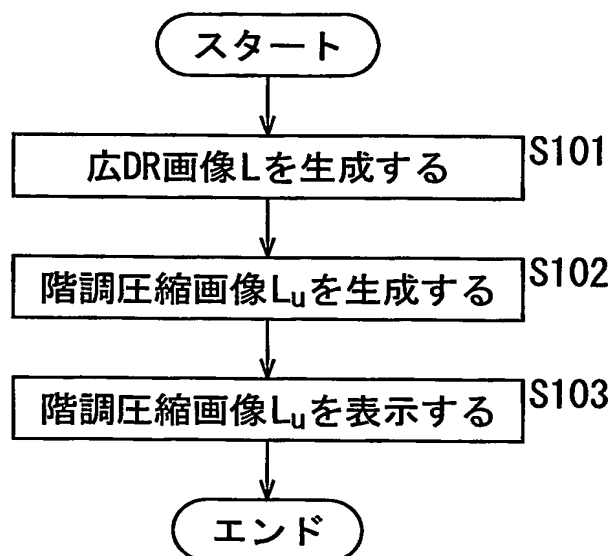 スタート
広DR画像Lを生成する
S101
階調圧縮画像Luを生成する
S102
階調圧縮画像Luを表示する
S103
エンド